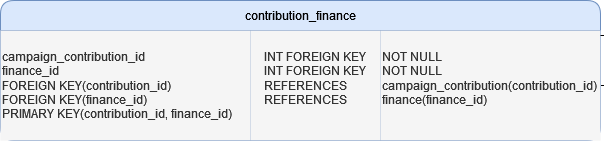 contribution_finance
campaign_contribution_id INT FOREIGN KEY NOT NULL
finance_id INT FOREIGN KEY NOT NULL
FOREIGN KEY(contribution_id) REFERENCES campaign_contribution(contribution_id)
FOREIGN KEY(finance_id) REFERENCES finance(finance_id)
PRIMARY KEY(contribution_id, finance_id)